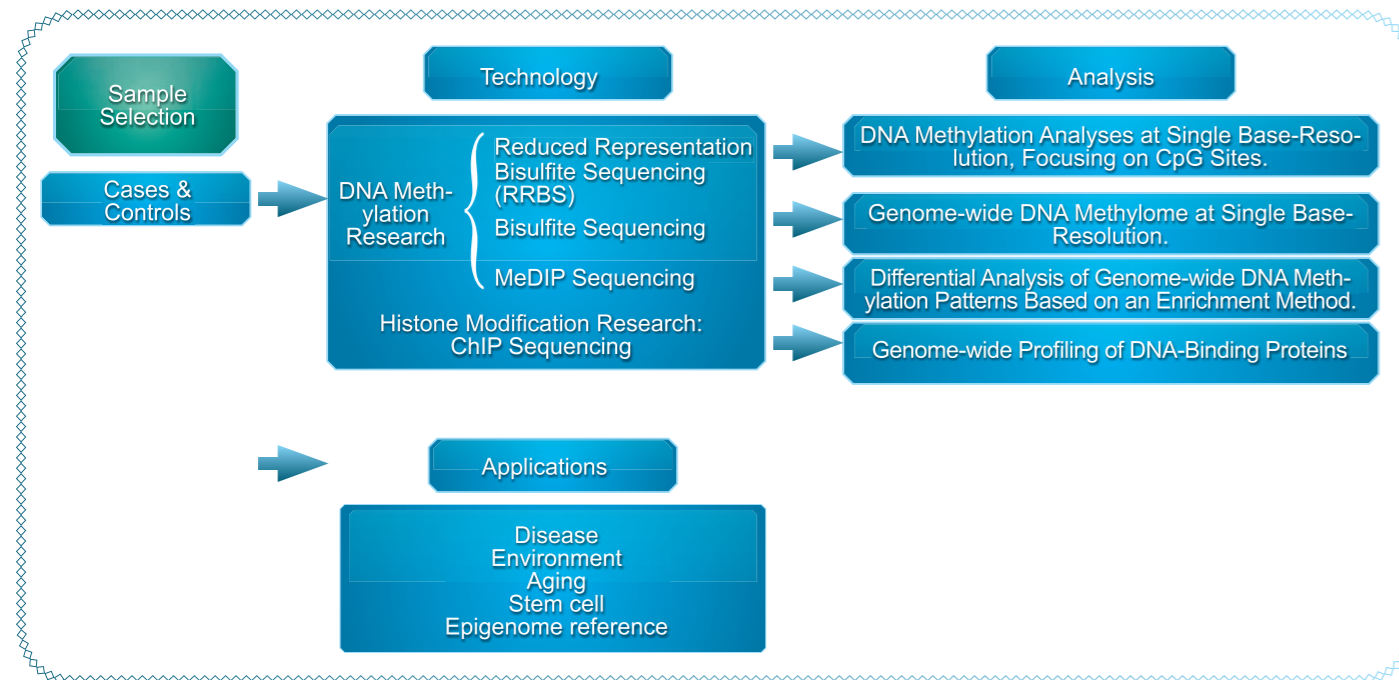 Sample
Selection
Cases &
Controls
Technology
DNA Meth-
ylation
Research
Reduced Representation
Bisulfite Sequencing
(RRBS)
Bisulfite Sequencing
MeDIP Sequencing
Histone Modification Research:
ChIP Sequencing
Analysis
DNA Methylation Analyses at Single Base-Reso-
lution, Focusing on CpG Sites.
Genome-wide DNA Methylome at Single Base-
Resolution.
Differential Analysis of Genome-wide DNA Meth-
ylation Patterns Based on an Enrichment Method.
Genome-wide Profiling of DNA-Binding Proteins
Applications
Disease
Environment
Aging
Stem cell
Epigenome reference